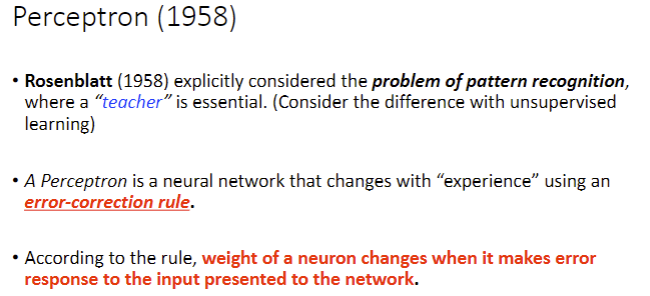 Perceptron (1958)
• Rosenblatt (1958) explicitly considered the problem of pattern recognition,
where a “teacher” is essential. (Consider the difference with unsupervised
learning)
• A Perceptron is a neural network that changes with “experience” using an
error-correction rule.
• According to the rule, weight of a neuron changes when it makes error
response to the input presented to the network.